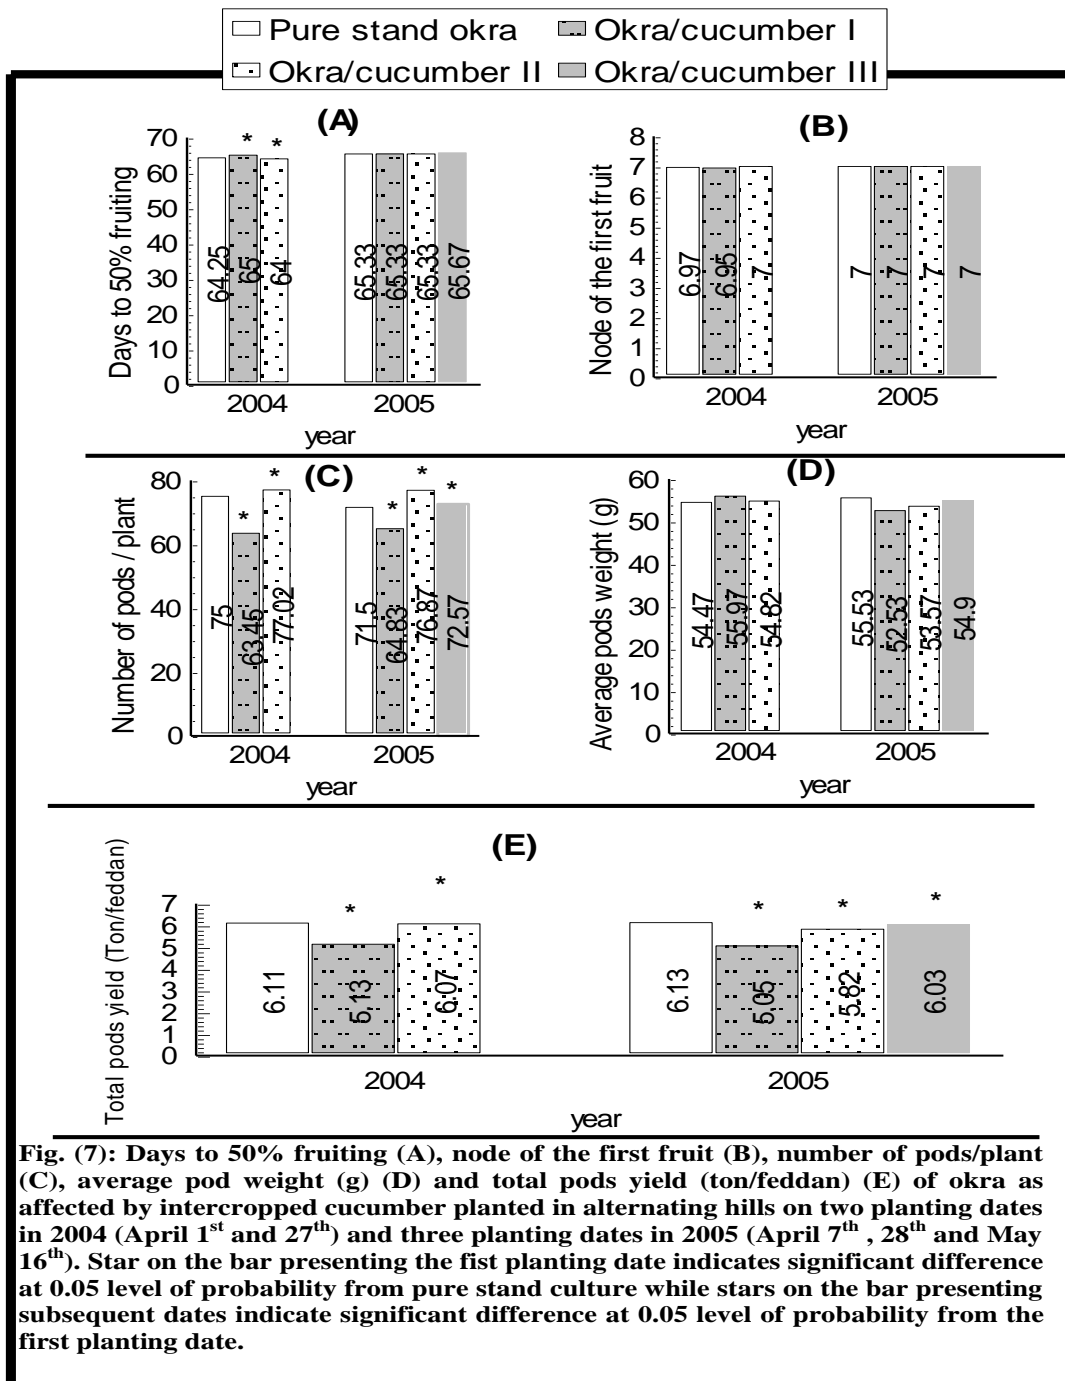 Pure stand okra Okra/cucumber I
Okra/cucumber II Okra/cucumber III
(A)
Days to 50% fruiting
70
60
50
40
30
20
10
0
* *
64.25 65 64 65.33 65.33 65.33 65.67
2004 2005
year
(B)
Node of the first fruit
8
7
6
5
4
3
2
1
0
6.97 6.95 7 7 7 7 7
2004 2005
year
(C)
Number of pods / plant
80
60
40
20
0
* * * * *
75 63.45 77.02 71.5 64.83 76.87 72.57
2004 2005
year
(D)
Average pods weight (g)
60
50
40
30
20
10
0
54.47 55.97 54.82 55.53 52.53 53.57 54.9
2004 2005
year
(E)
Total pods yield (Ton/feddan)
7
6
5
4
3
2
1
0
* * * * *
6.11 5.13 6.07 6.13 5.05 5.82 6.03
2004 2005
year
Fig. (7): Days to 50% fruiting (A), node of the first fruit (B), number of pods/plant
(C), average pod weight (g) (D) and total pods yield (ton/feddan) (E) of okra as
affected by intercropped cucumber planted in alternating hills on two planting dates
in 2004 (April 1st and 27th) and three planting dates in 2005 (April 7th , 28th and May
16th). Star on the bar presenting the fist planting date indicates significant difference
at 0.05 level of probability from pure stand culture while stars on the bar presenting
subsequent dates indicate significant difference at 0.05 level of probability from the
first planting date.